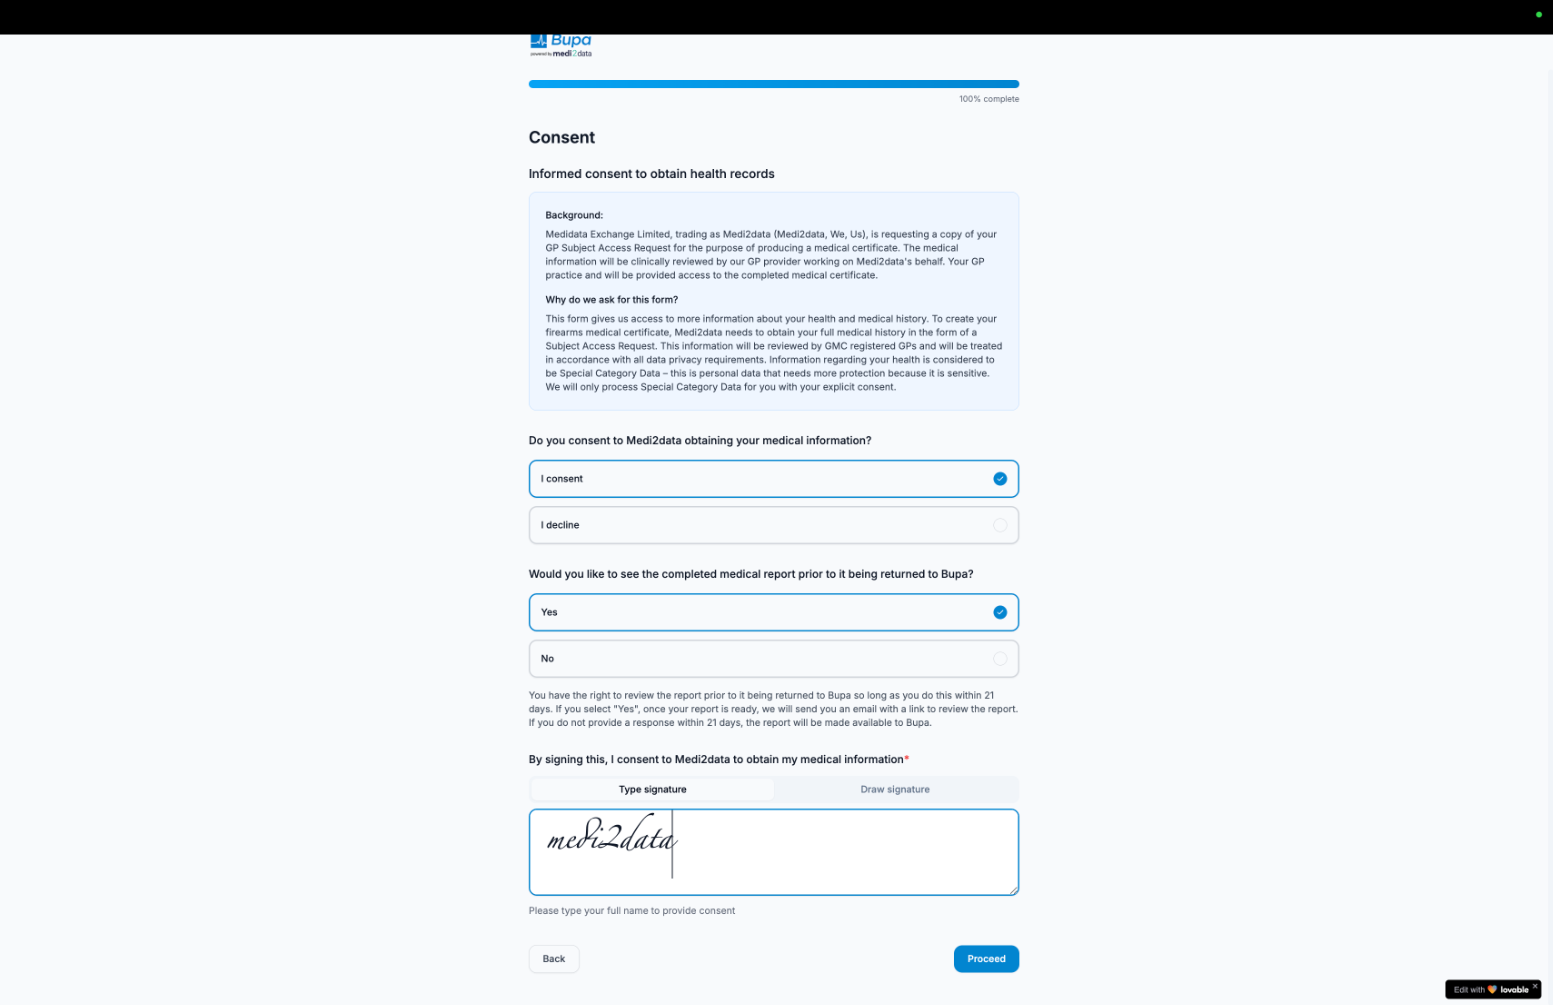 Bupa
powered by medi2data
100% complete
Consent
Informed consent to obtain health records
Background:
Medidata Exchange Limited, trading as Medi2data (Medi2data, We, Us), is requesting a copy of your
GP Subject Access Request for the purpose of producing a medical certificate. The medical
information will be clinically reviewed by our GP provider working on Medi2data's behalf. Your GP
practice and will be provided access to the completed medical certificate.
Why do we ask for this form?
This form gives us access to more information about your health and medical history. To create your
firearms medical certificate, Medi2data needs to obtain your full medical history in the form of a
Subject Access Request. This information will be reviewed by GMC registered GPs and will be treated
in accordance with all data privacy requirements. Information regarding your health is considered to
be Special Category Data – this is personal data that needs more protection because it is sensitive.
We will only process Special Category Data for you with your explicit consent.
Do you consent to Medi2data obtaining your medical information?
I consent
I decline
Would you like to see the completed medical report prior to it being returned to Bupa?
Yes
No
You have the right to review the report prior to it being returned to Bupa so long as you do this within 21
days. If you select "Yes", once your report is ready, we will send you an email with a link to review the report.
If you do not provide a response within 21 days, the report will be made available to Bupa.
By signing this, I consent to Medi2data to obtain my medical information*
Type signature Draw signature
medi2data
Please type your full name to provide consent
Back Proceed
Edit with lovable